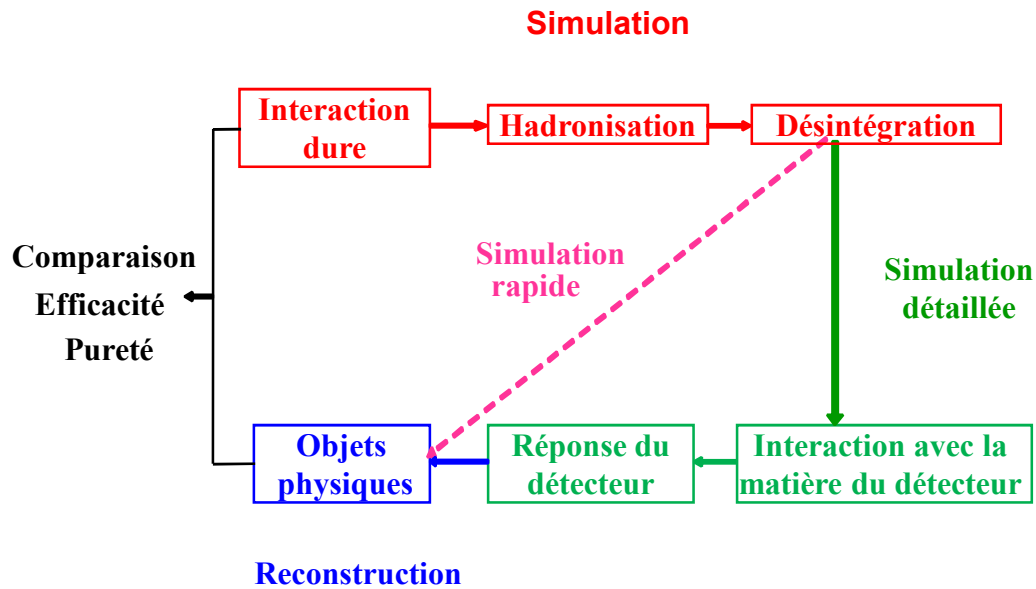 Simulation
Interaction
dure
Hadronisation
Désintégration
Comparaison
Efficacité
Pureté
Simulation
rapide
Simulation
détaillée
Objets
physiques
Réponse du
détecteur
Interaction avec la
matière du détecteur
Reconstruction